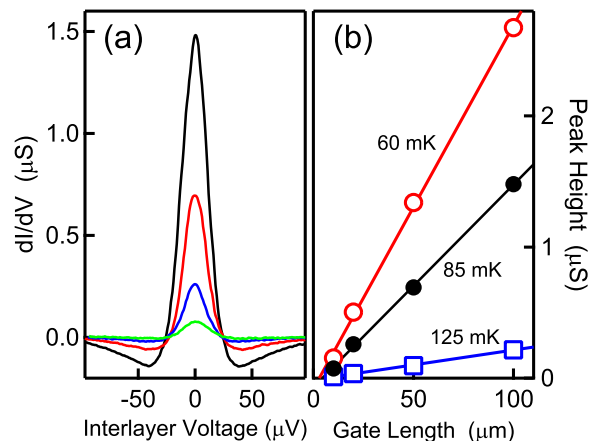 (a)
(b)
1.5
1.0
0.5
0.0
dI/dV (μS)
-50
0
50
Interlayer Voltage (μV)
60 mK
85 mK
125 mK
2
1
0
Peak Height (μS)
0
50
100
Gate Length (μm)